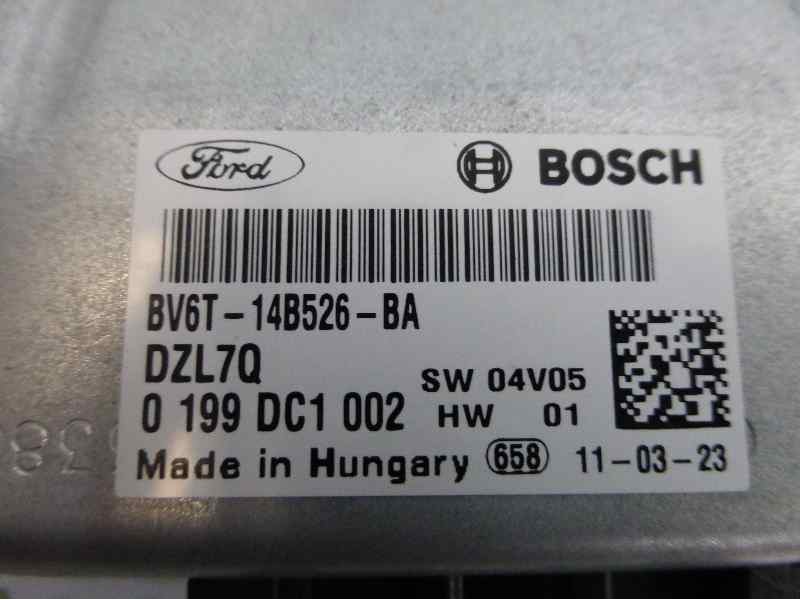 Ford BOSCH
BV6T-14B526-BA
DZL7Q
SW 04V05
0 199 DC1 002
HW 01
Made in Hungary 658 11-03-23